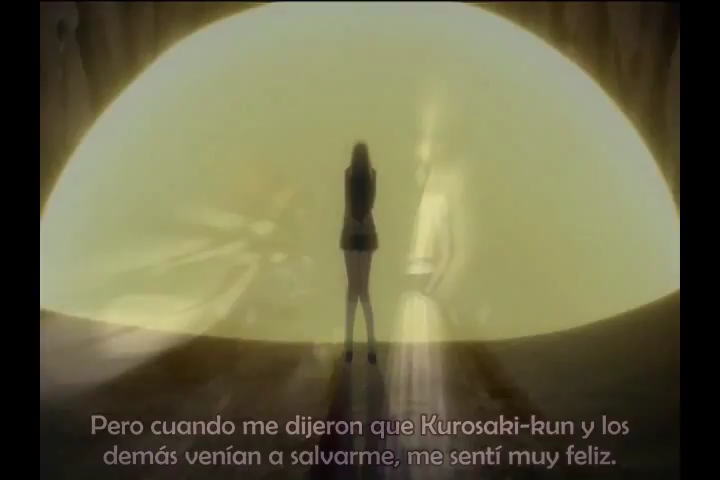 Pero cuando me dijeron que Kurosaki-kun y los
demás venían a salvarme, me sentí muy feliz.